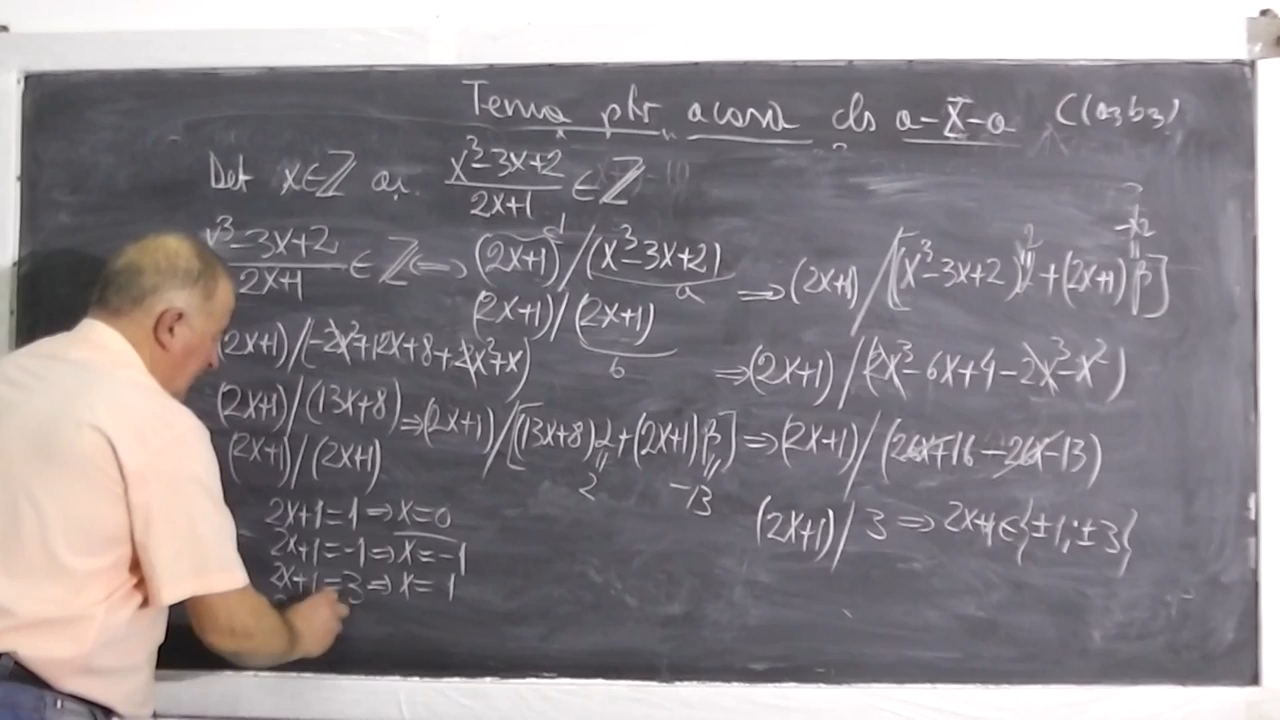 Tema ptr acasă cls a-X-a C(a3b3)
Det x∈ℤ aî. x³-3x+2/2x+1 ∈ ℤ
x³-3x+2/2x+1 ∈ ℤ ⇔ (2x+1)/(x³-3x+2) ⇒ (2x+1)/[(x³-3x+2)α+(2x+1)β]
d a 2 -x²
(2x+1)/(2x+1)
b
(2x+1)/(-2x²+12x+8+2x²+x) ⇒ (2x+1)/(2x³-6x+4-2x³-x²)
(2x+1)/(13x+8) ⇒ (2x+1)/[(13x+8)α+(2x+1)β] ⇒ (2x+1)/(26x+16-26x-13)
(2x+1)/(2x+1) 2 -13
2x+1=1 ⇒ x=0 (2x+1)/3 ⇒ 2x+1∈{±1;±3}
2x+1=-1 ⇒ x=-1
2x+1=3 ⇒ x=1